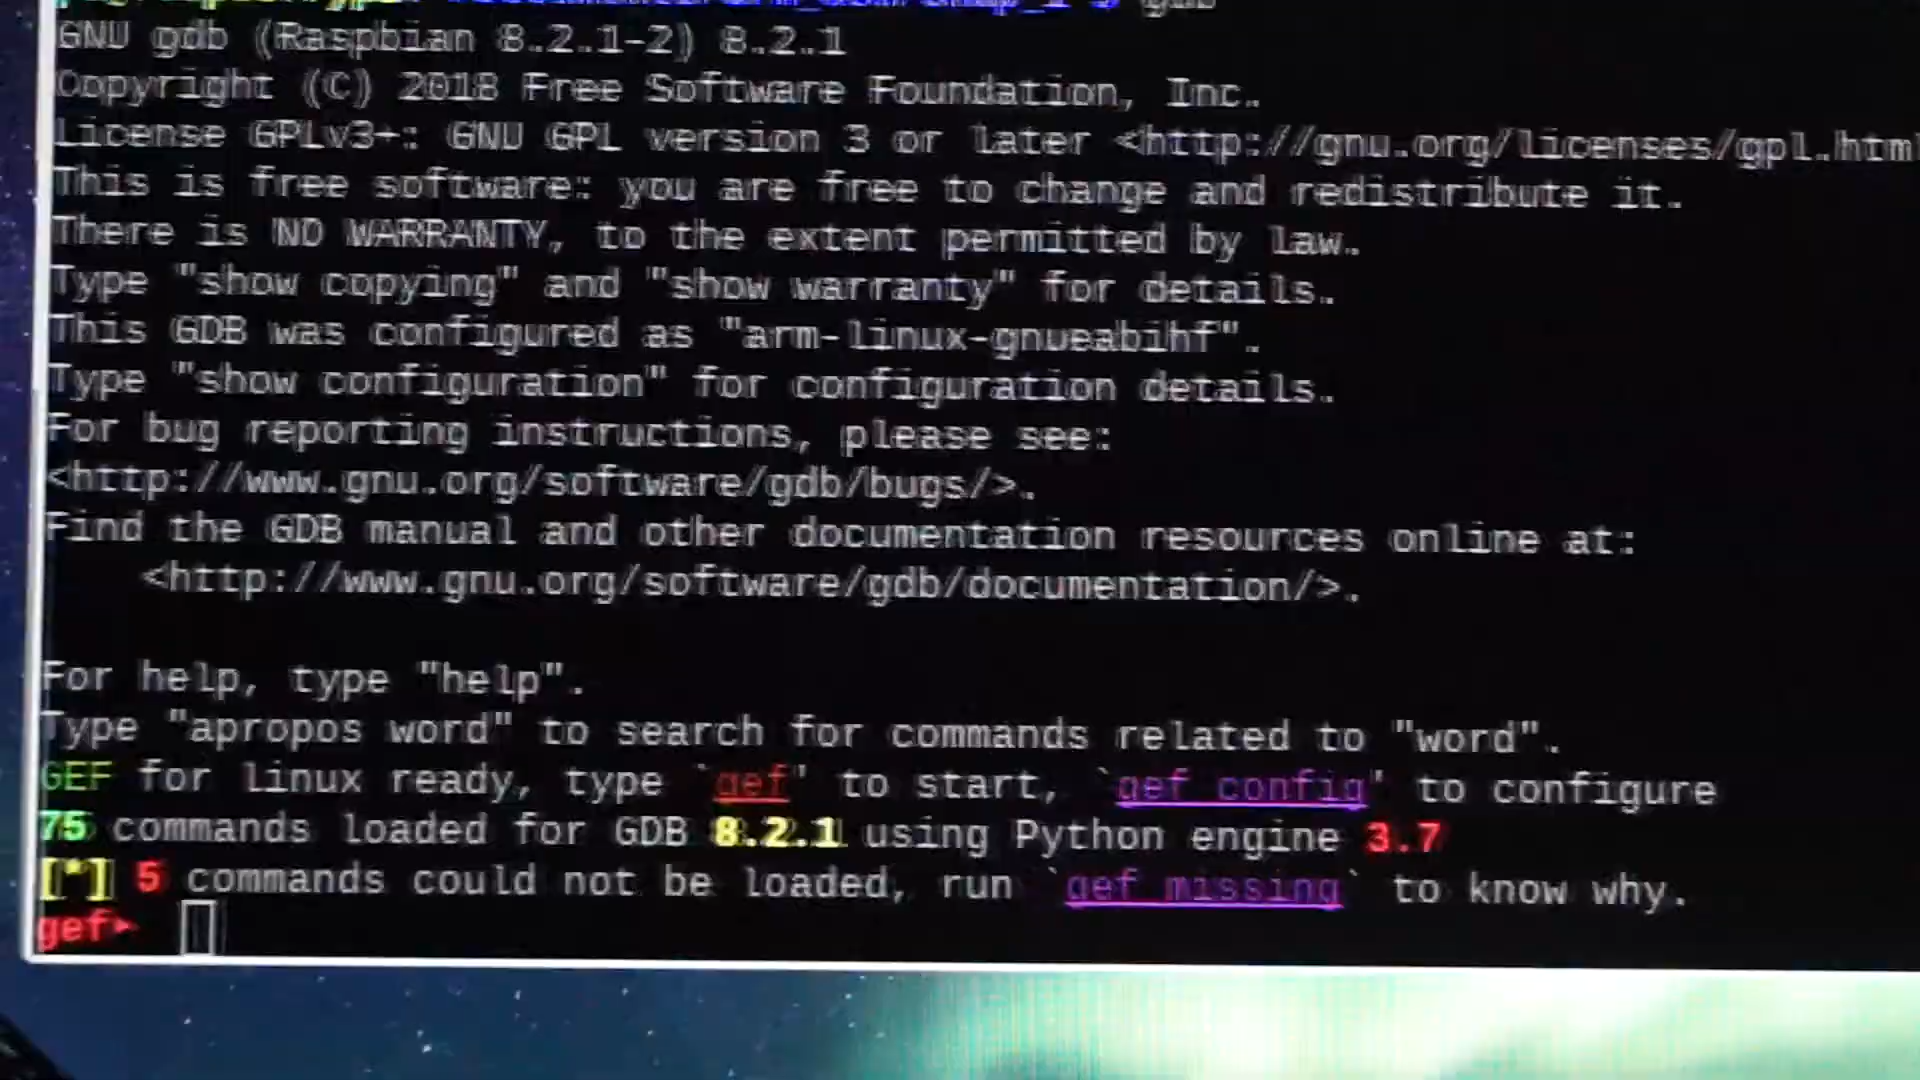 gdb
GNU gdb (Raspbian 8.2.1-2) 8.2.1
Copyright (C) 2018 Free Software Foundation, Inc.
License GPLv3+: GNU GPL version 3 or later <http://gnu.org/licenses/gpl.html
This is free software: you are free to change and redistribute it.
There is NO WARRANTY, to the extent permitted by law.
Type "show copying" and "show warranty" for details.
This GDB was configured as "arm-linux-gnueabihf".
Type "show configuration" for configuration details.
For bug reporting instructions, please see:
<http://www.gnu.org/software/gdb/bugs/>.
Find the GDB manual and other documentation resources online at:
<http://www.gnu.org/software/gdb/documentation/>.
For help, type "help".
Type "apropos word" to search for commands related to "word".
GEF for linux ready, type `gef' to start, `gef config' to configure
75 commands loaded for GDB 8.2.1 using Python engine 3.7
[*] 5 commands could not be loaded, run `gef missing` to know why.
gef>